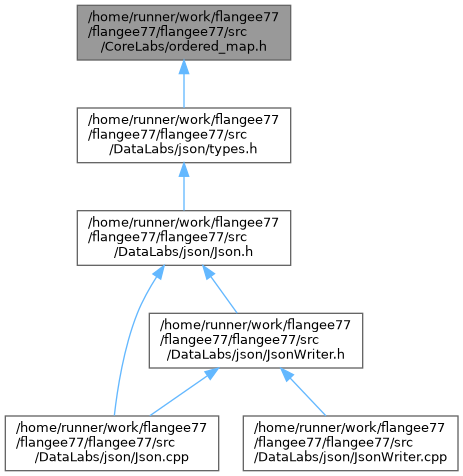 /home/runner/work/flangee77
/flangee77/flangee77/src
/CoreLabs/ordered_map.h
/home/runner/work/flangee77
/flangee77/flangee77/src
/DataLabs/json/types.h
/home/runner/work/flangee77
/flangee77/flangee77/src
/DataLabs/json/Json.h
/home/runner/work/flangee77
/flangee77/flangee77/src
/DataLabs/json/JsonWriter.h
/home/runner/work/flangee77
/flangee77/flangee77/src
/DataLabs/json/Json.cpp
/home/runner/work/flangee77
/flangee77/flangee77/src
/DataLabs/json/JsonWriter.cpp